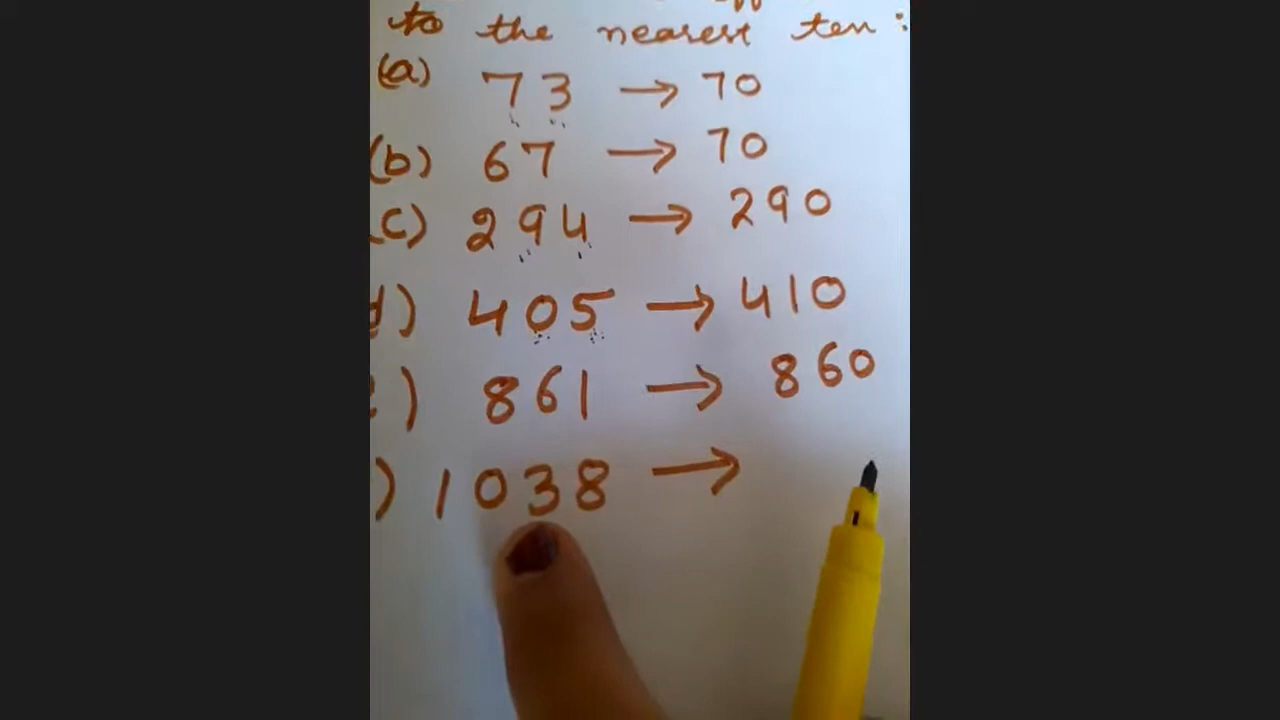 to the nearest ten:
(a) 73 → 70
(b) 67 → 70
(c) 294 → 290
d) 405 → 410
) 861 → 860
) 1038 →